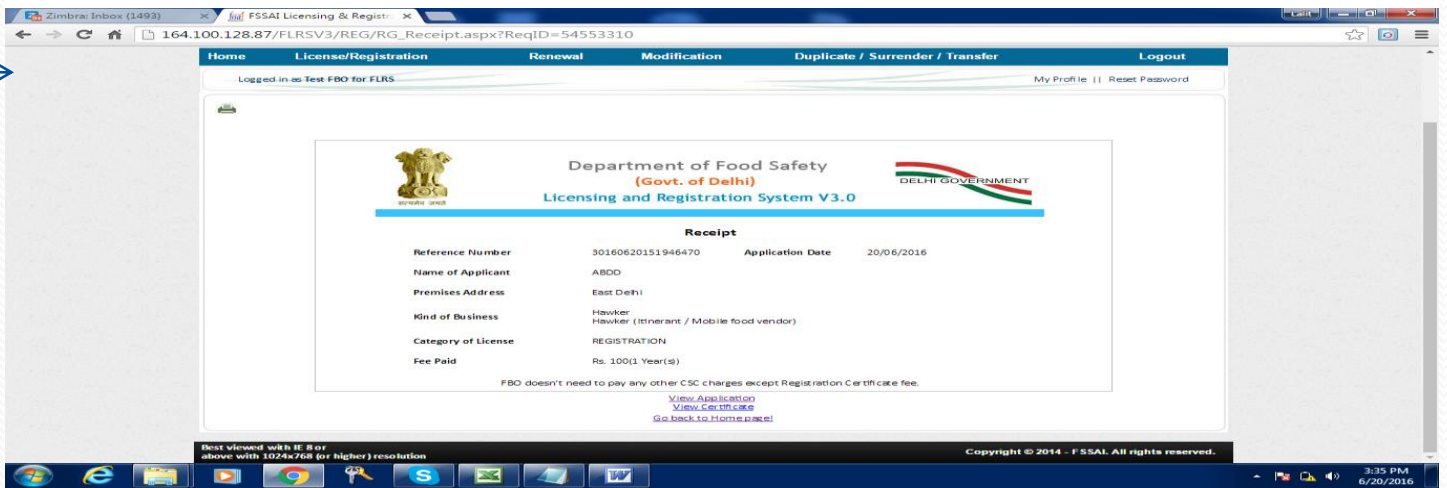 Zimbra: Inbox (1493)
FSSAI Licensing & Registr
164.100.128.87/FLRSV3/REG/RG_Receipt.aspx?ReqID=54553310
Home License/Registration Renewal Modification Duplicate / Surrender / Transfer Logout
Logged in as Test FBO for FLRS My Profile || Reset Password
Department of Food Safety
(Govt. of Delhi)
Licensing and Registration System V3.0
सत्यमेव जयते
DELHI GOVERNMENT
Receipt
Reference Number 30160620151946470 Application Date 20/06/2016
Name of Applicant ABDD
Premises Address East Delhi
Kind of Business Hawker
Hawker (Itinerant / Mobile food vendor)
Category of License REGISTRATION
Fee Paid Rs. 100(1 Year(s))
FBO doesn't need to pay any other CSC charges except Registration Certificate fee.
View Application
View Certificate
Go back to Home page!
Best viewed with IE 8 or
above with 1024x768 (or higher) resolution
Copyright © 2014 - FSSAI. All rights reserved.
3:35 PM
6/20/2016